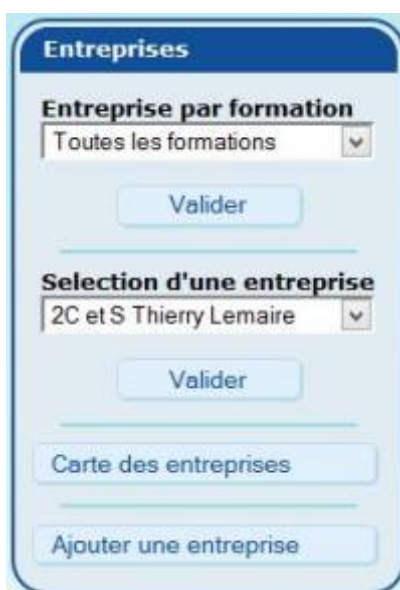 Entreprises
Entreprise par formation
Toutes les formations
Valider
Selection d'une entreprise
2C et S Thierry Lemaire
Valider
Carte des entreprises
Ajouter une entreprise